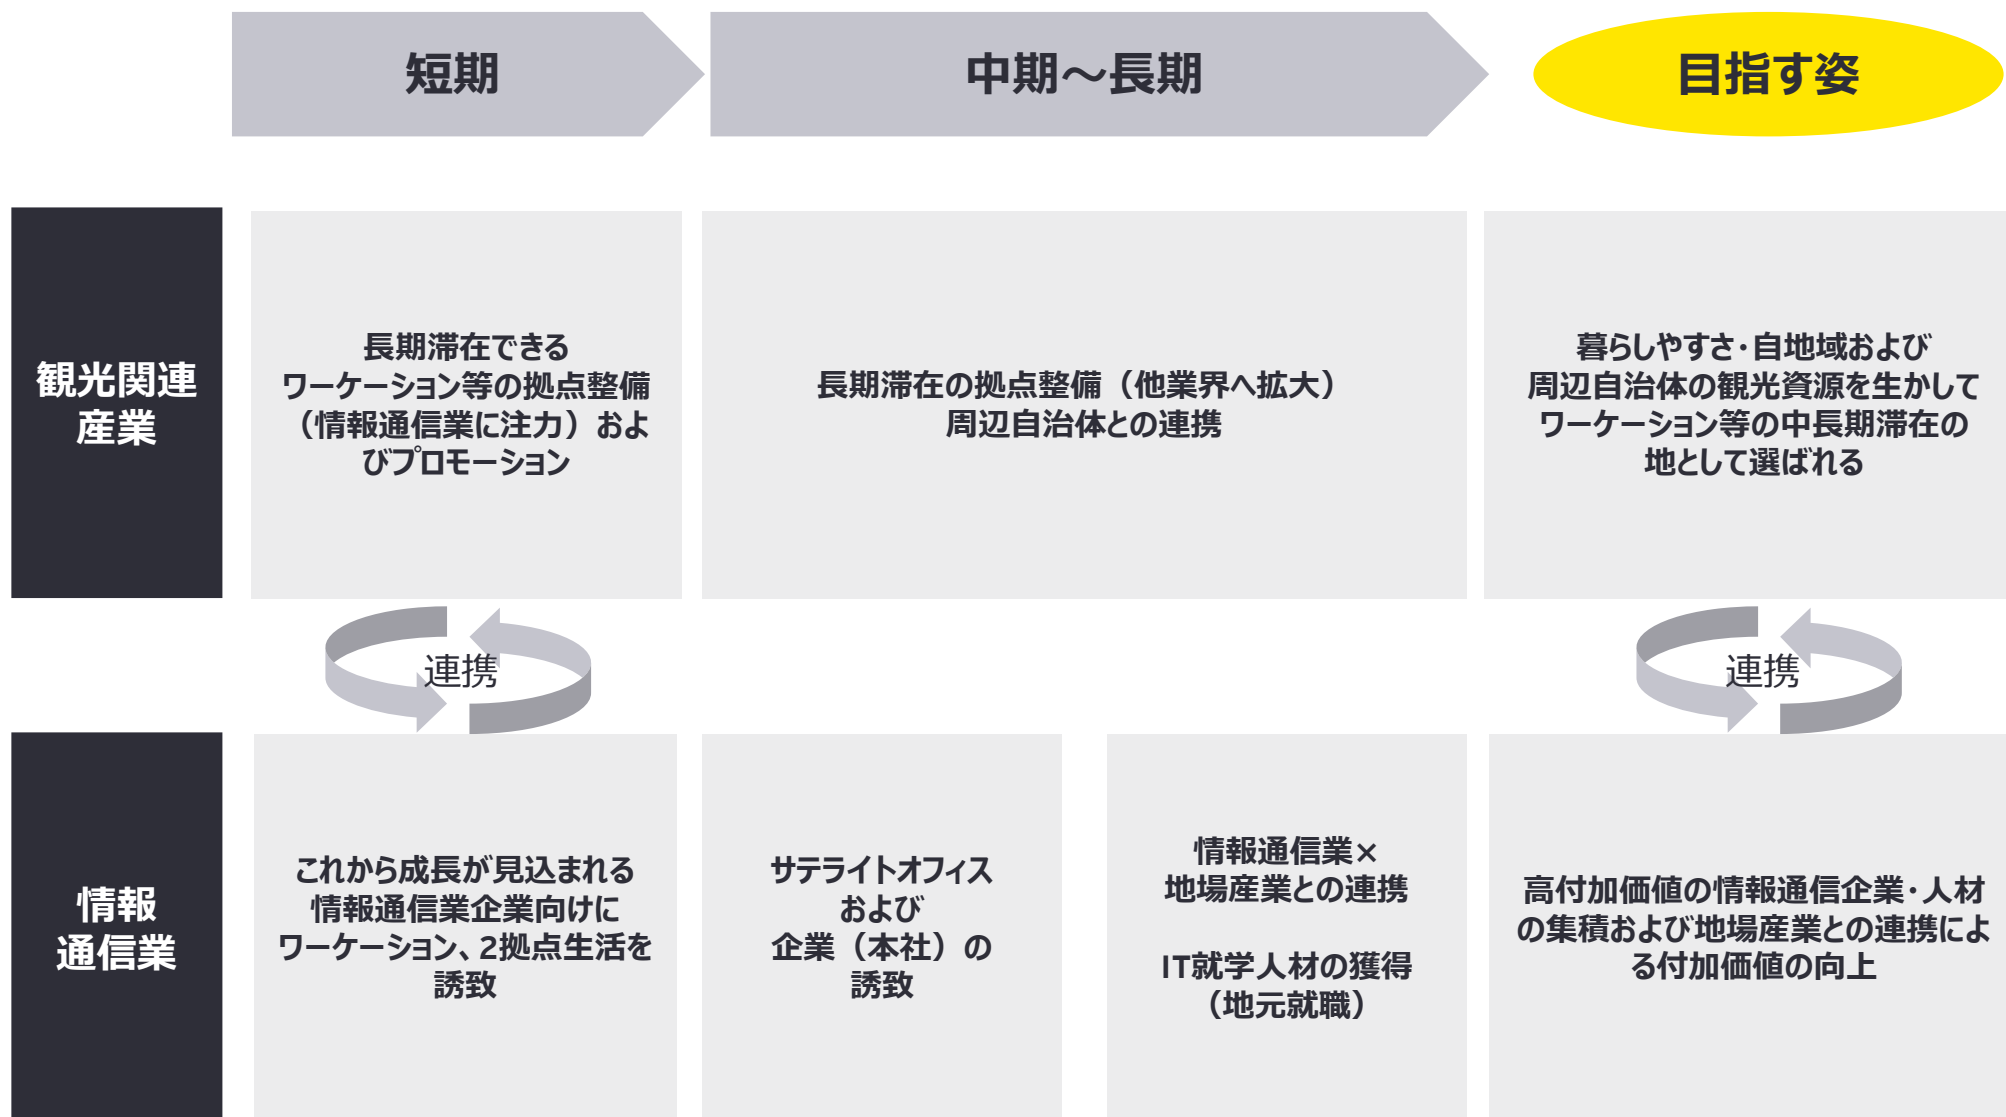 短期
中期～長期
目指す姿
観光関連
産業
長期滞在できる
ワーケーション等の拠点整備
（情報通信業に注力）およ
びプロモーション
長期滞在の拠点整備（他業界へ拡大）
周辺自治体との連携
暮らしやすさ・自地域および
周辺自治体の観光資源を生かして
ワーケーション等の中長期滞在の
地として選ばれる
連携
連携
情報
通信業
これから成長が見込まれる
情報通信業企業向けに
ワーケーション、2拠点生活を
誘致
サテライトオフィス
および
企業（本社）の
誘致
情報通信業×
地場産業との連携
IT就学人材の獲得
（地元就職）
高付加価値の情報通信企業・人材
の集積および地場産業との連携によ
る付加価値の向上